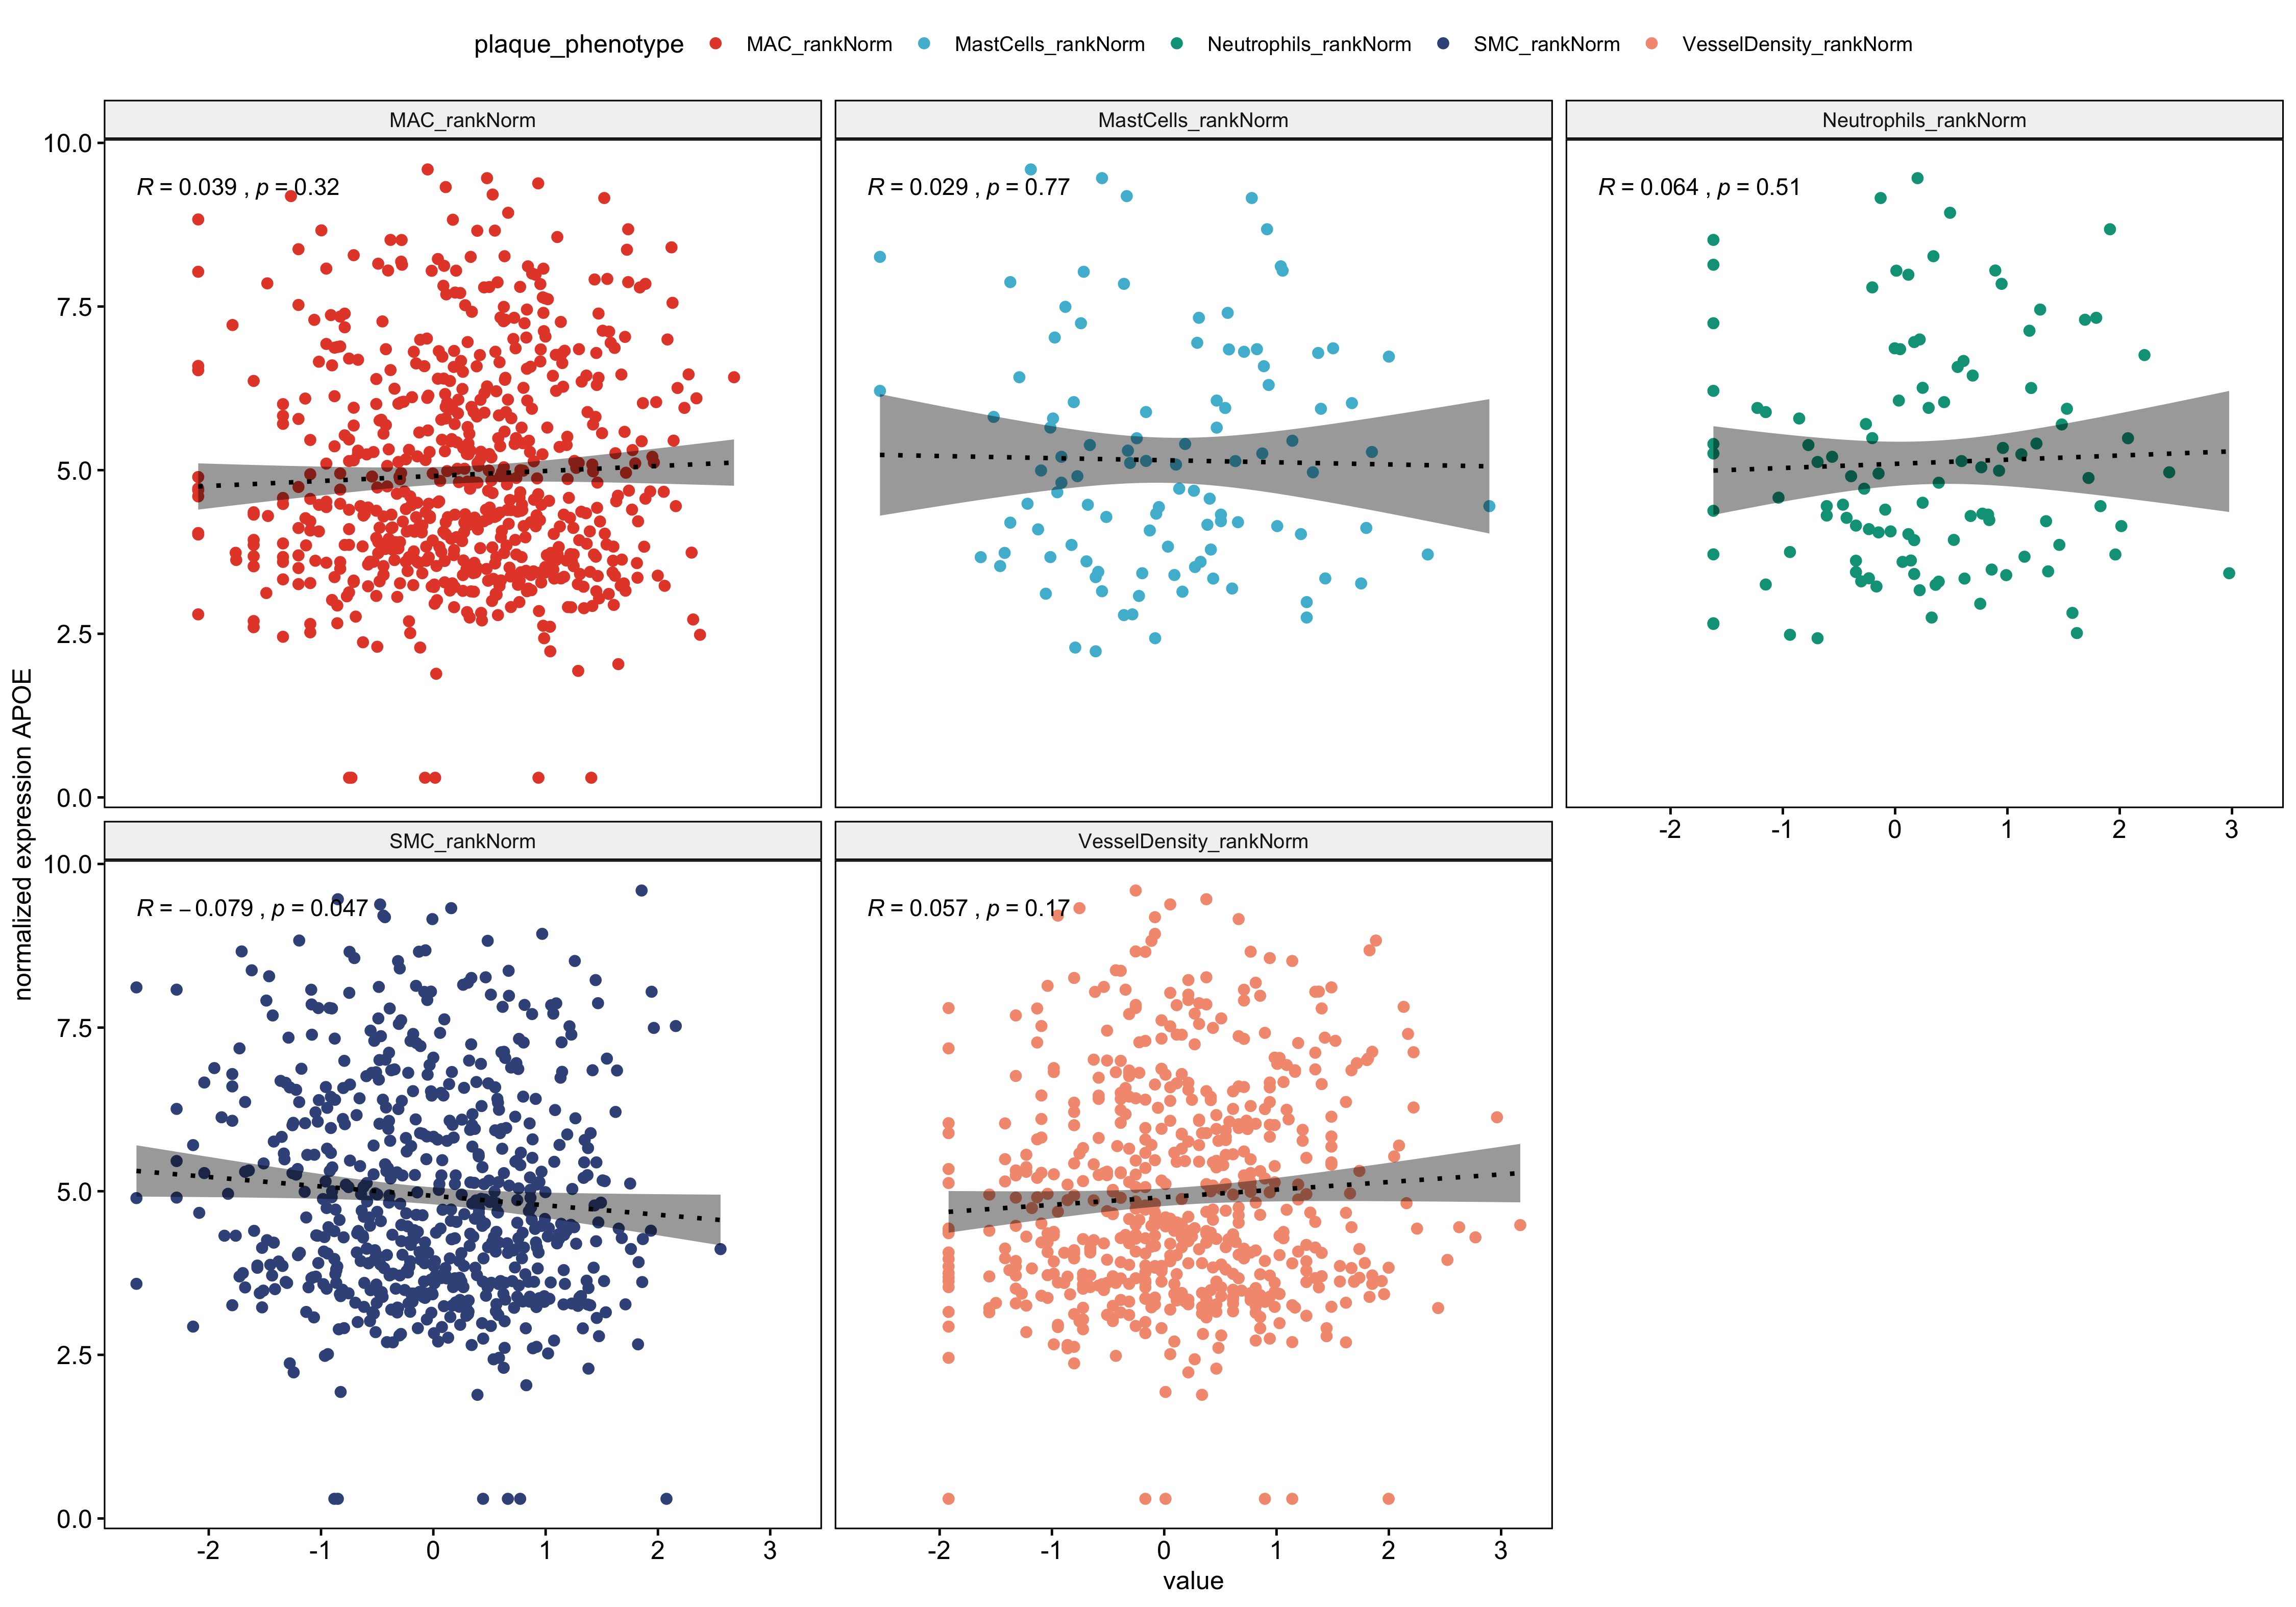 plaque_phenotype MAC_rankNorm MastCells_rankNorm Neutrophils_rankNorm SMC_rankNorm VesselDensity_rankNorm
MAC_rankNorm MastCells_rankNorm Neutrophils_rankNorm
R = 0.039 , p = 0.32
R = 0.029 , p = 0.77
R = 0.064 , p = 0.51
10.0
7.5
5.0
2.5
0.0
-2 -1 0 1 2 3
normalized expression APOE
SMC_rankNorm VesselDensity_rankNorm
R = −0.079 , p = 0.047
R = 0.057 , p = 0.17
10.0
7.5
5.0
2.5
0.0
-2 -1 0 1 2 3
-2 -1 0 1 2 3
value